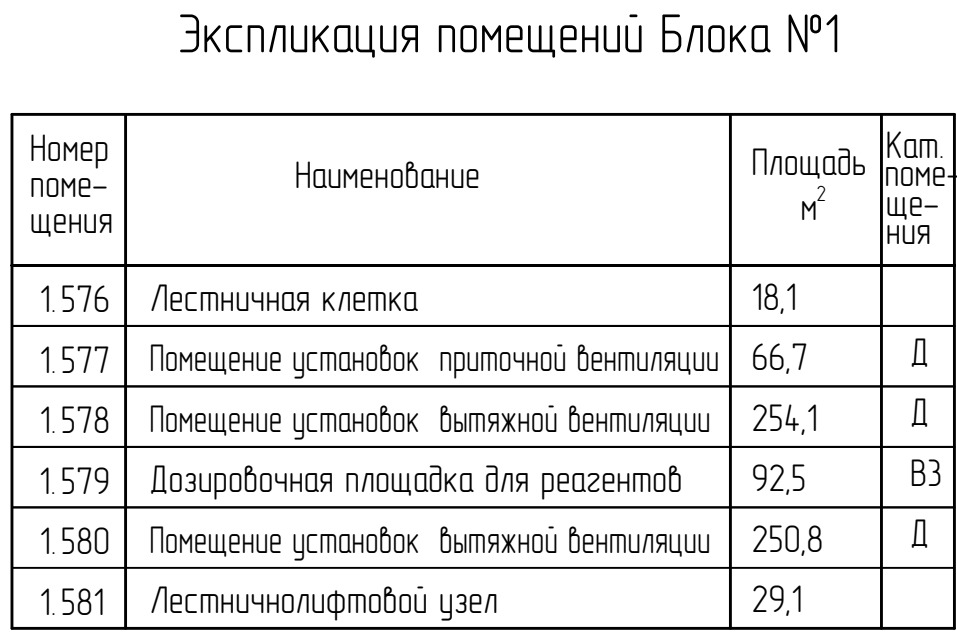 Экспликация помещений Блока №1
Номер
поме-
щения
Наименование
Площадь
м²
Кат.
поме-
ще-
ния
1.576 Лестничная клетка 18,1
1.577 Помещение установок приточной вентиляции 66,7 Д
1.578 Помещение установок вытяжной вентиляции 254,1 Д
1.579 Дозировочная площадка для реагентов 92,5 В3
1.580 Помещение установок вытяжной вентиляции 250,8 Д
1.581 Лестничнолифтовой узел 29,1